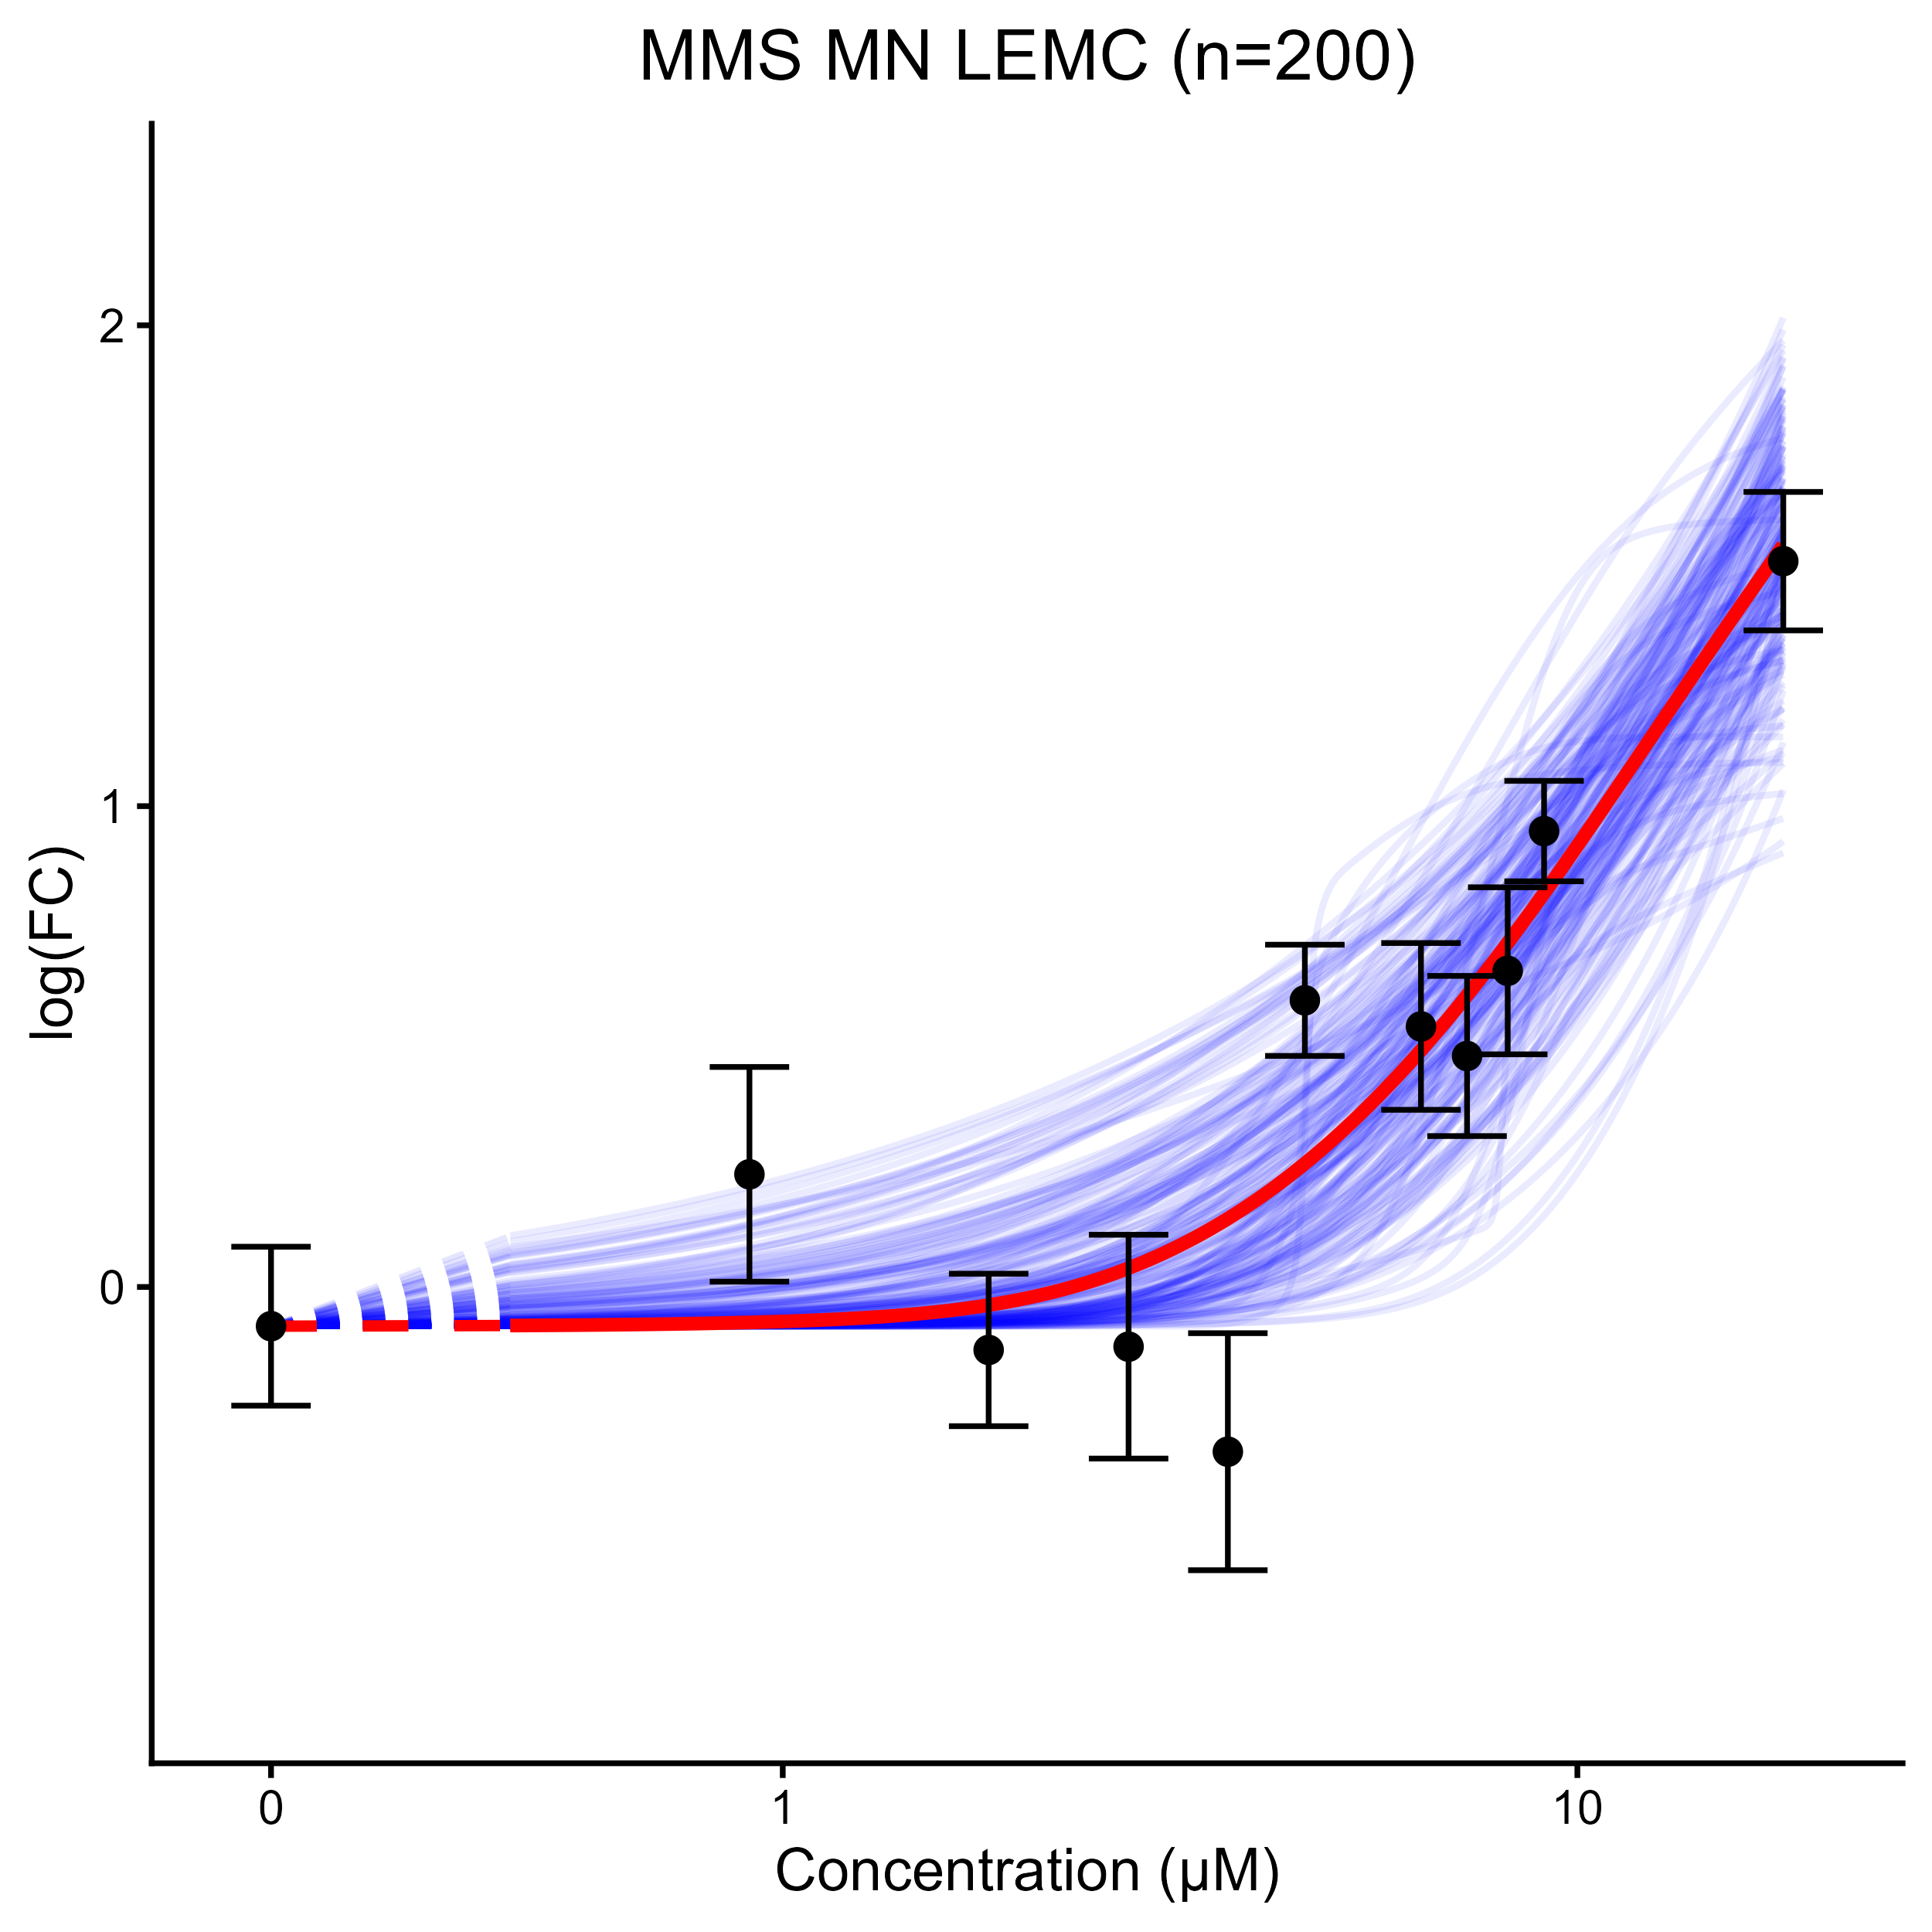 MMS MN LEMC (n=200)
log(FC)
2
1
0
0 1 10
Concentration (µM)